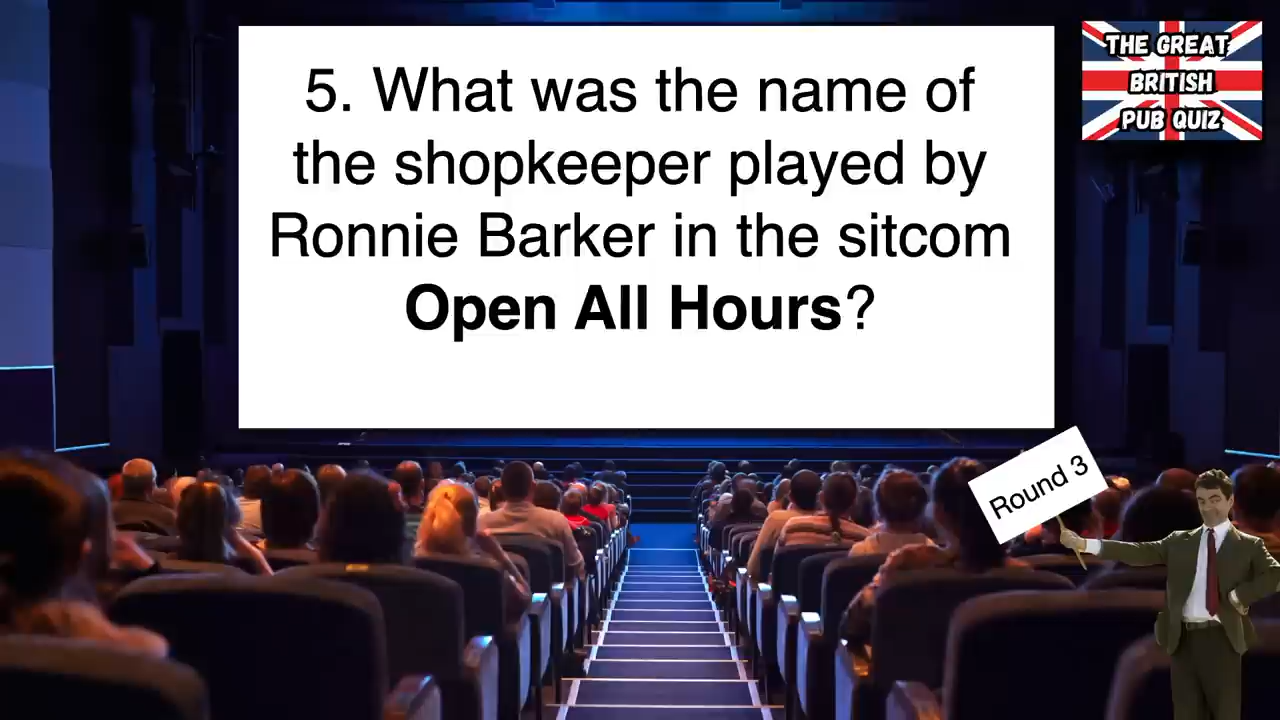 5. What was the name of
the shopkeeper played by
Ronnie Barker in the sitcom
Open All Hours?
THE GREAT
BRITISH
PUB QUIZ
Round 3